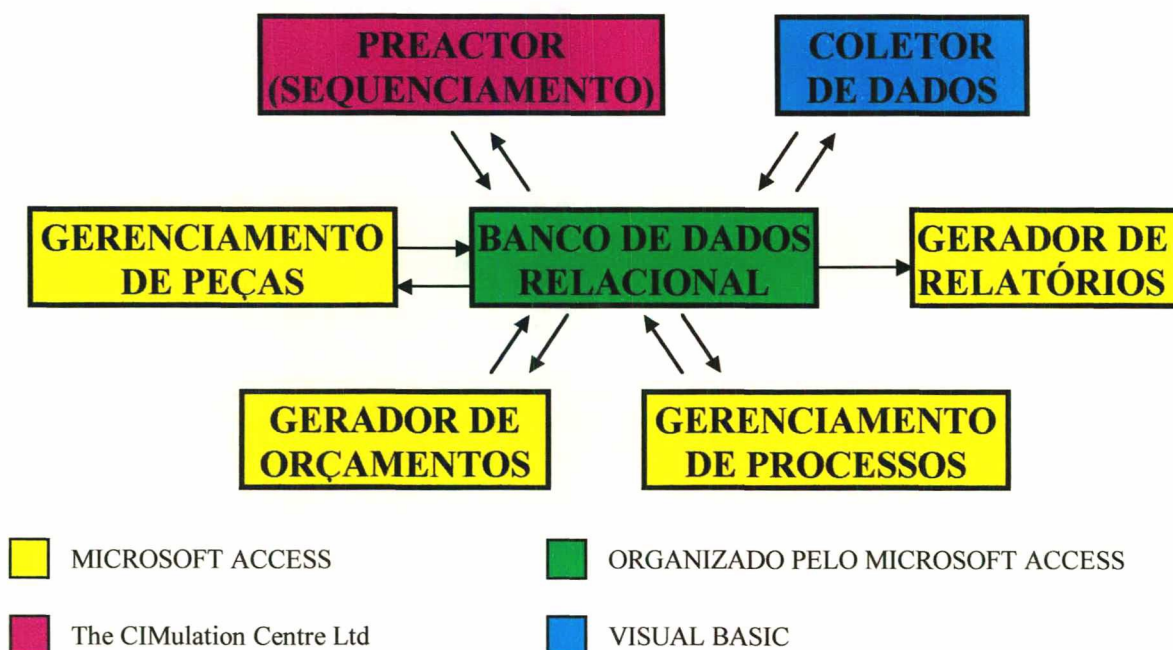 PREACTOR
(SEQUENCIAMENTO)
COLETOR
DE DADOS
GERENCIAMENTO
DE PEÇAS
BANCO DE DADOS
RELACIONAL
GERADOR DE
RELATÓRIOS
GERADOR DE
ORÇAMENTOS
GERENCIAMENTO
DE PROCESSOS
MICROSOFT ACCESS
ORGANIZADO PELO MICROSOFT ACCESS
The CIMulation Centre Ltd
VISUAL BASIC